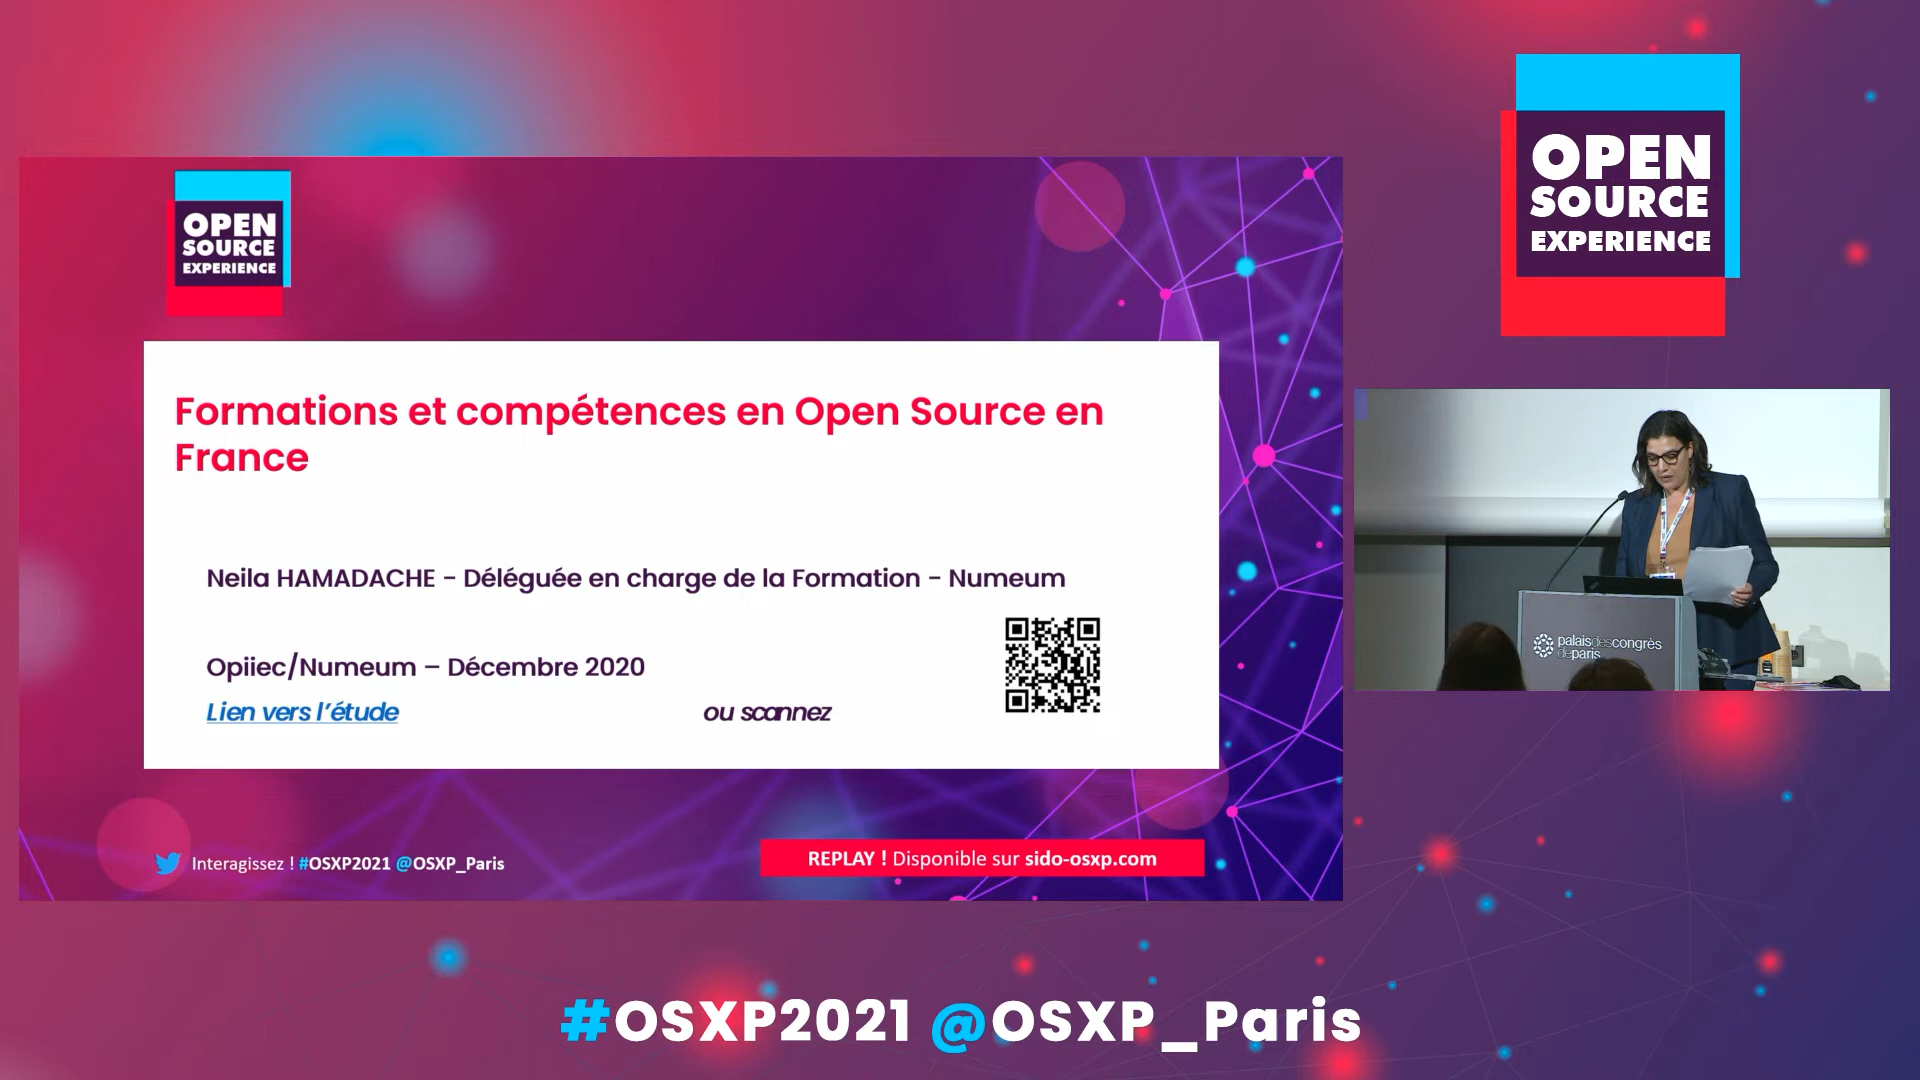 OPEN
SOURCE
EXPERIENCE
Formations et compétences en Open Source en
France
Neila HAMADACHE - Déléguée en charge de la Formation - Numeum
Opiiec/Numeum – Décembre 2020
Lien vers l'étude
ou scannez
Interagissez ! #OSXP2021 @OSXP_Paris
REPLAY ! Disponible sur sido-osxp.com
OPEN
SOURCE
EXPERIENCE
palaisdescongrès
deparis
#OSXP2021 @OSXP_Paris